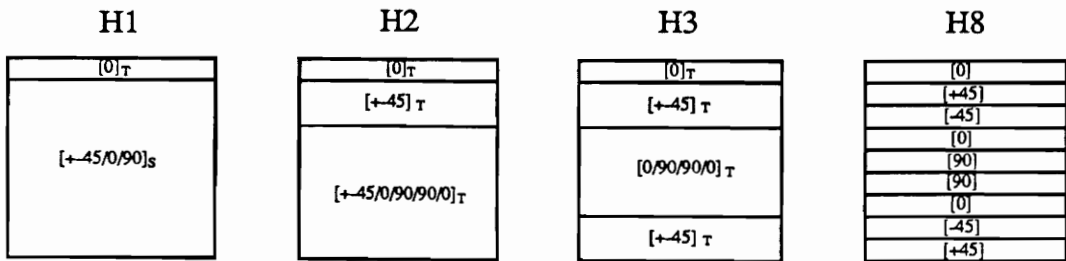 H1
H2
H3
H8
[0]T
[+-45/0/90]S
[0]T
[+-45] T
[+-45/0/90/90/0]T
[0]T
[+-45] T
[0/90/90/0] T
[+-45] T
[0]
[+45]
[-45]
[0]
[90]
[90]
[0]
[-45]
[+45]